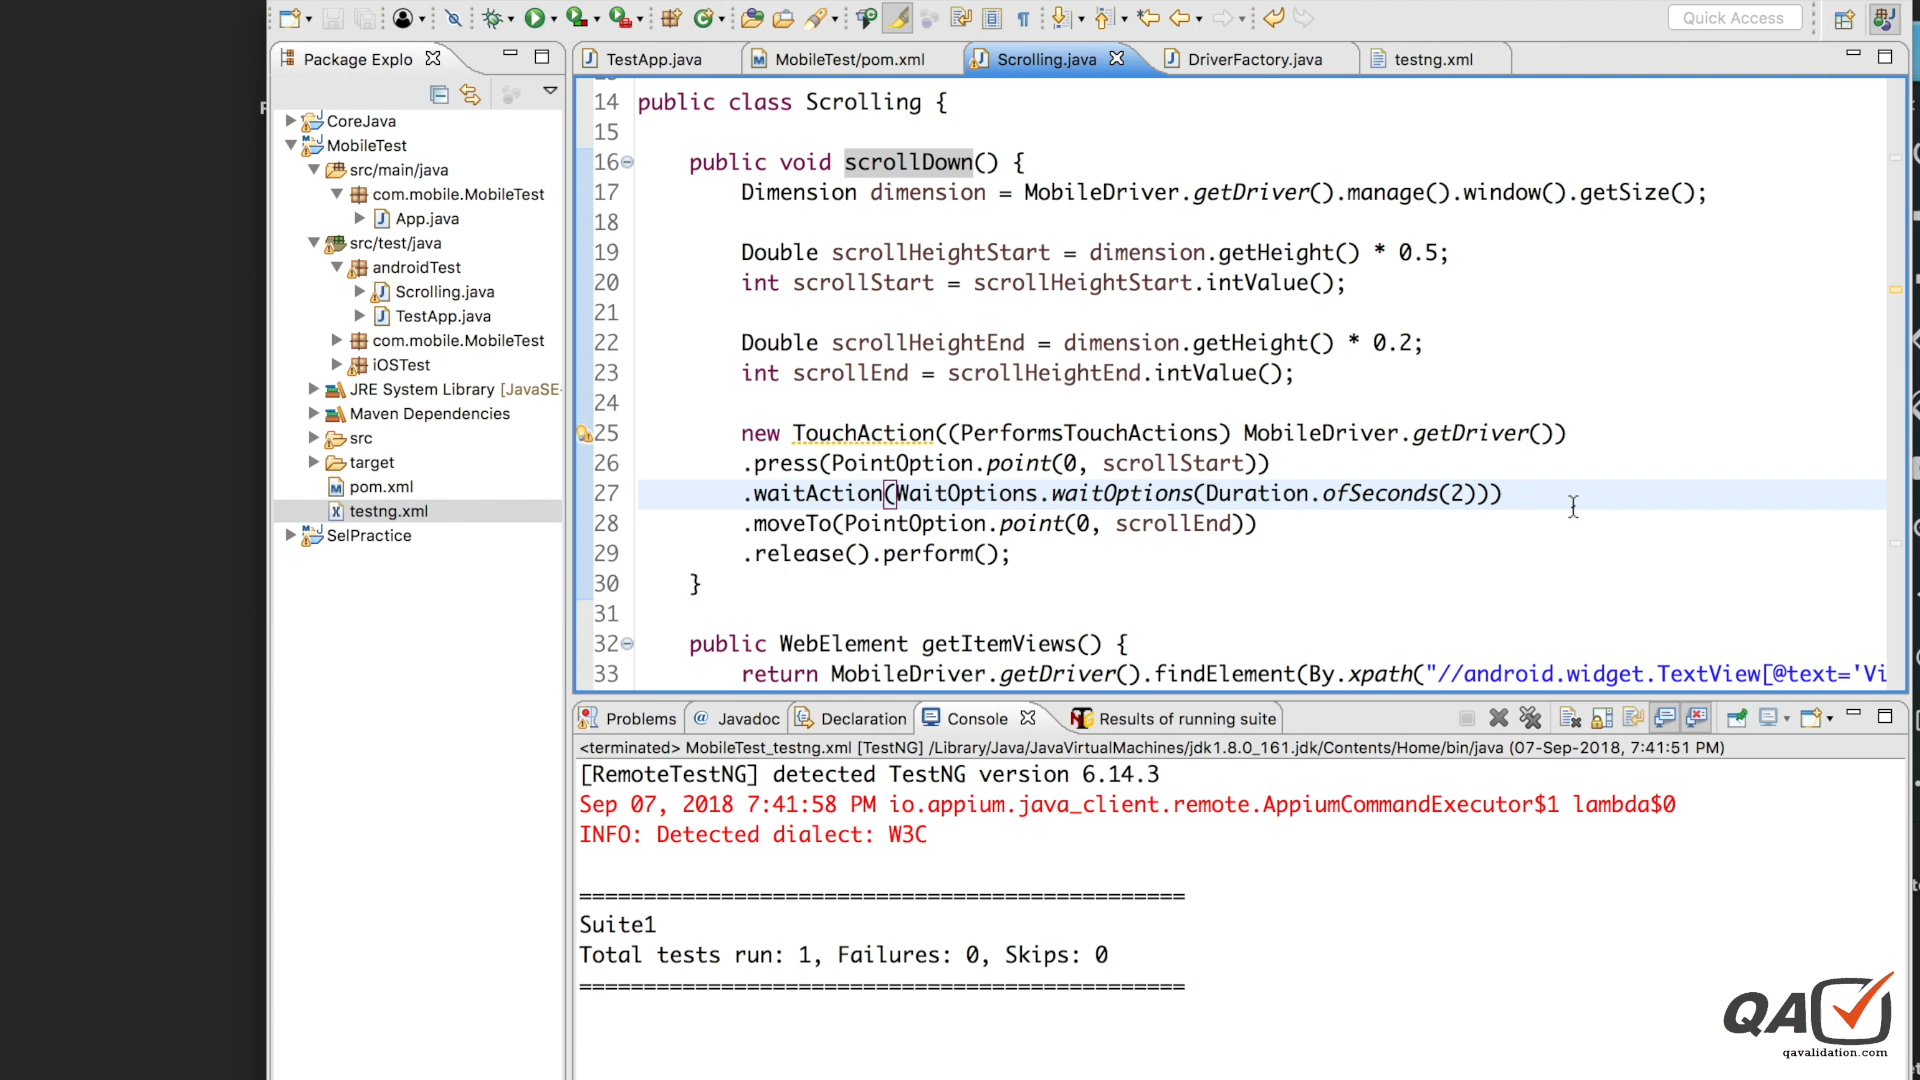 Quick Access
Package Explo
TestApp.java
MobileTest/pom.xml
Scrolling.java
DriverFactory.java
testng.xml
CoreJava
MobileTest
src/main/java
com.mobile.MobileTest
App.java
src/test/java
androidTest
Scrolling.java
TestApp.java
com.mobile.MobileTest
iOSTest
JRE System Library [JavaSE-
Maven Dependencies
src
target
pom.xml
testng.xml
SelPractice
14 public class Scrolling {
15
16 public void scrollDown() {
17 Dimension dimension = MobileDriver.getDriver().manage().window().getSize();
18
19 Double scrollHeightStart = dimension.getHeight() * 0.5;
20 int scrollStart = scrollHeightStart.intValue();
21
22 Double scrollHeightEnd = dimension.getHeight() * 0.2;
23 int scrollEnd = scrollHeightEnd.intValue();
24
25 new TouchAction((PerformsTouchActions) MobileDriver.getDriver())
26 .press(PointOption.point(0, scrollStart))
27 .waitAction(WaitOptions.waitOptions(Duration.ofSeconds(2)))
28 .moveTo(PointOption.point(0, scrollEnd))
29 .release().perform();
30 }
31
32 public WebElement getItemViews() {
33 return MobileDriver.getDriver().findElement(By.xpath("//android.widget.TextView[@text='Vi
Problems
Javadoc
Declaration
Console
Results of running suite
<terminated> MobileTest_testng.xml [TestNG] /Library/Java/JavaVirtualMachines/jdk1.8.0_161.jdk/Contents/Home/bin/java (07-Sep-2018, 7:41:51 PM)
[RemoteTestNG] detected TestNG version 6.14.3
Sep 07, 2018 7:41:58 PM io.appium.java_client.remote.AppiumCommandExecutor$1 lambda$0
INFO: Detected dialect: W3C
===============================================
Suite1
Total tests run: 1, Failures: 0, Skips: 0
===============================================
QA
qavalidation.com